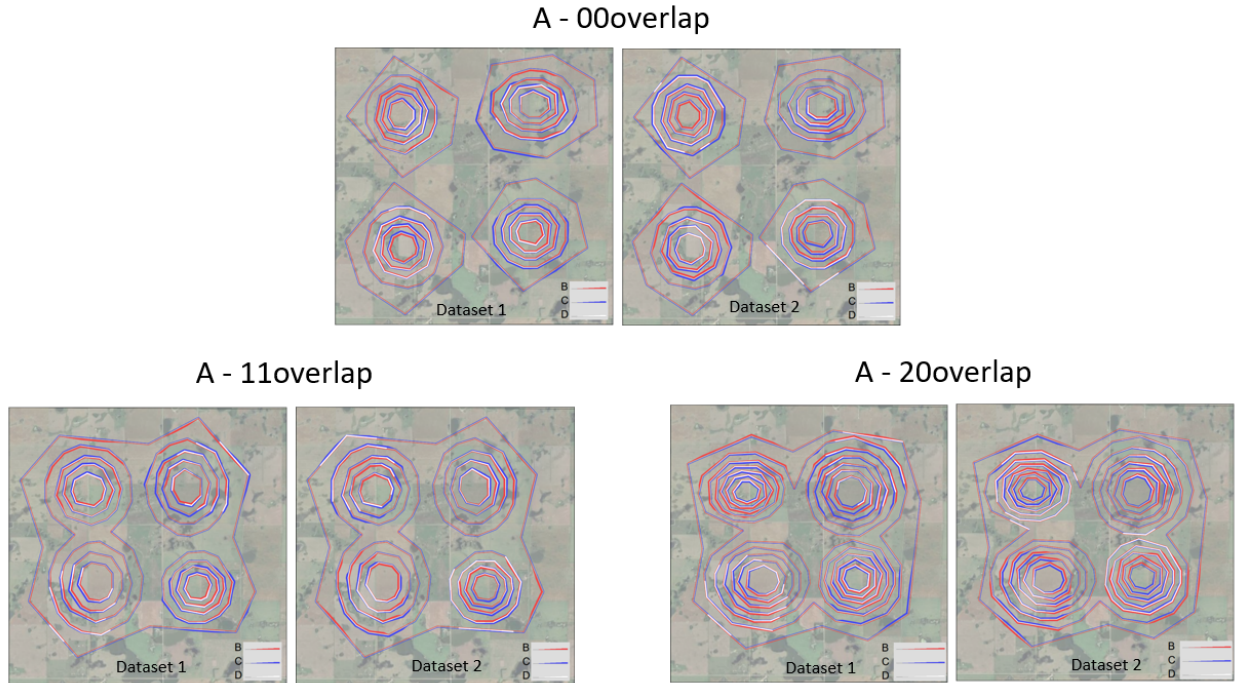 A - 00overlap
B
C
D
Dataset 1
B
C
D
Dataset 2
A - 11overlap
A - 20overlap
B
C
D
Dataset 1
B
C
D
Dataset 2
B
C
D
Dataset 1
B
C
D
Dataset 2